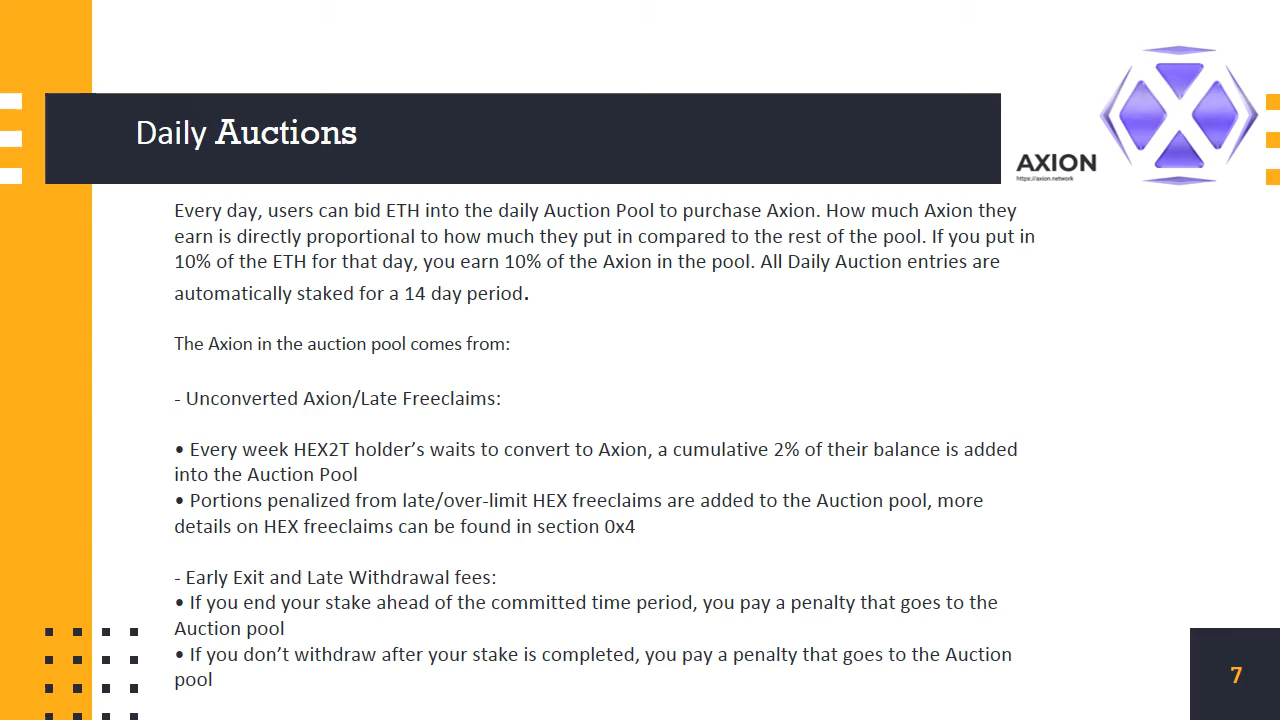 Daily Auctions
AXION
https://axion.network
Every day, users can bid ETH into the daily Auction Pool to purchase Axion. How much Axion they
earn is directly proportional to how much they put in compared to the rest of the pool. If you put in
10% of the ETH for that day, you earn 10% of the Axion in the pool. All Daily Auction entries are
automatically staked for a 14 day period.
The Axion in the auction pool comes from:
- Unconverted Axion/Late Freeclaims:
• Every week HEX2T holder’s waits to convert to Axion, a cumulative 2% of their balance is added
into the Auction Pool
• Portions penalized from late/over-limit HEX freeclaims are added to the Auction pool, more
details on HEX freeclaims can be found in section 0x4
- Early Exit and Late Withdrawal fees:
• If you end your stake ahead of the committed time period, you pay a penalty that goes to the
Auction pool
• If you don’t withdraw after your stake is completed, you pay a penalty that goes to the Auction
pool
7